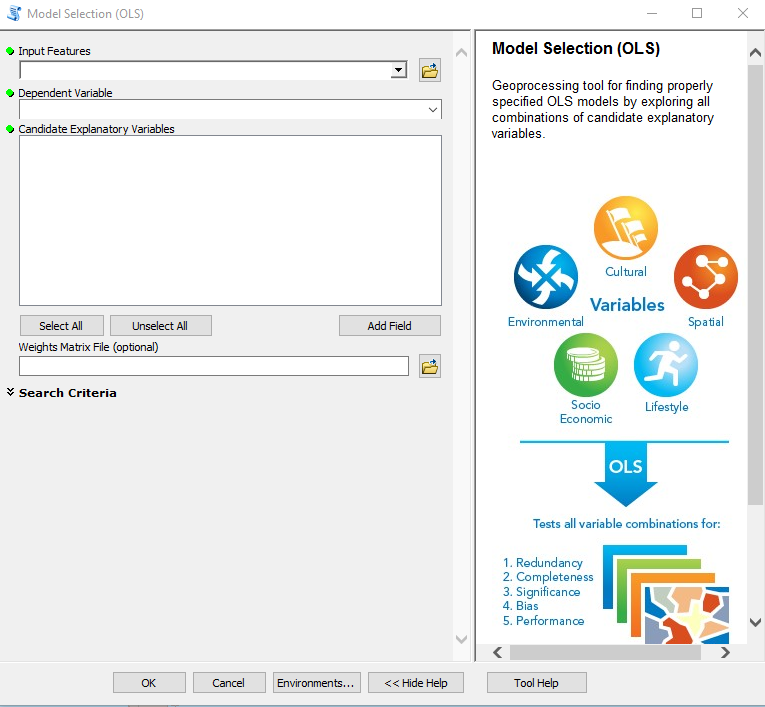 Model Selection (OLS)
Input Features
Dependent Variable
Candidate Explanatory Variables
Select All
Unselect All
Add Field
Weights Matrix File (optional)
Search Criteria
Model Selection (OLS)
Geoprocessing tool for finding properly
specified OLS models by exploring all
combinations of candidate explanatory
variables.
Cultural
Environmental
Variables
Spatial
Socio
Economic
Lifestyle
OLS
Tests all variable combinations for:
1. Redundancy
2. Completeness
3. Significance
4. Bias
5. Performance
OK
Cancel
Environments...
<< Hide Help
Tool Help